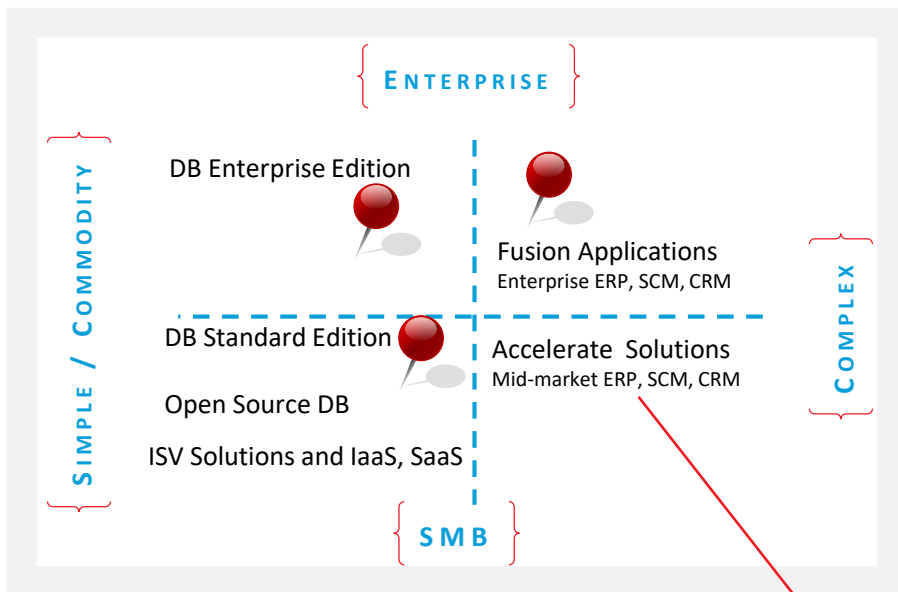 ENTERPRISE
SIMPLE / COMMODITY
DB Enterprise Edition
Fusion Applications
Enterprise ERP, SCM, CRM
COMPLEX
DB Standard Edition
Accelerate Solutions
Mid-market ERP, SCM, CRM
Open Source DB
ISV Solutions and IaaS, SaaS
SMB